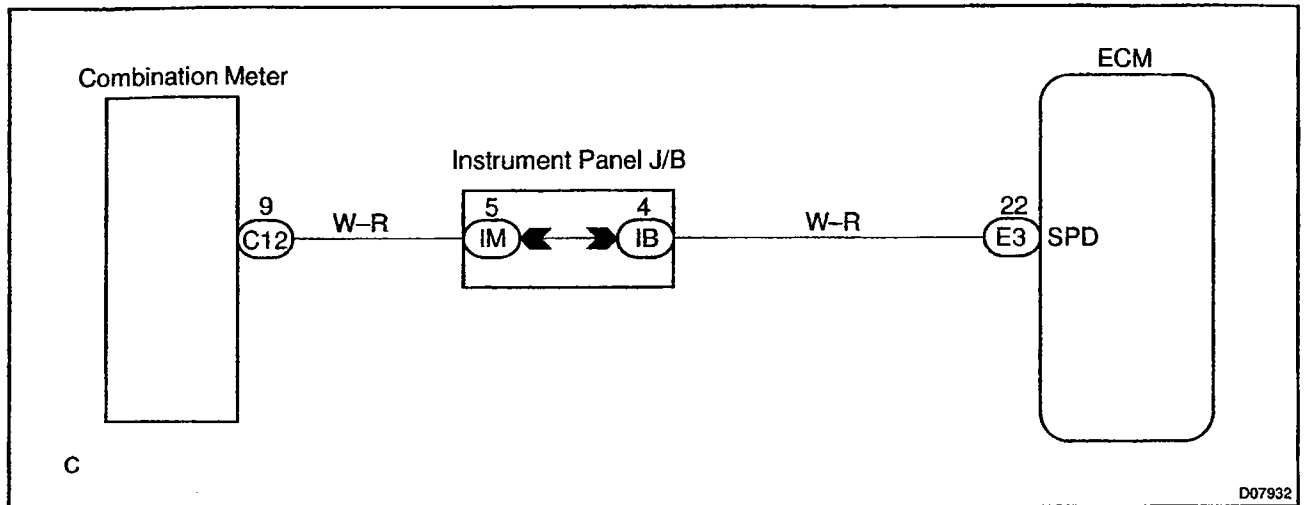 ECM
Combination Meter
Instrument Panel J/B
9
C12
W–R
5
IM
4
IB
W–R
22
E3
SPD
C
D07932